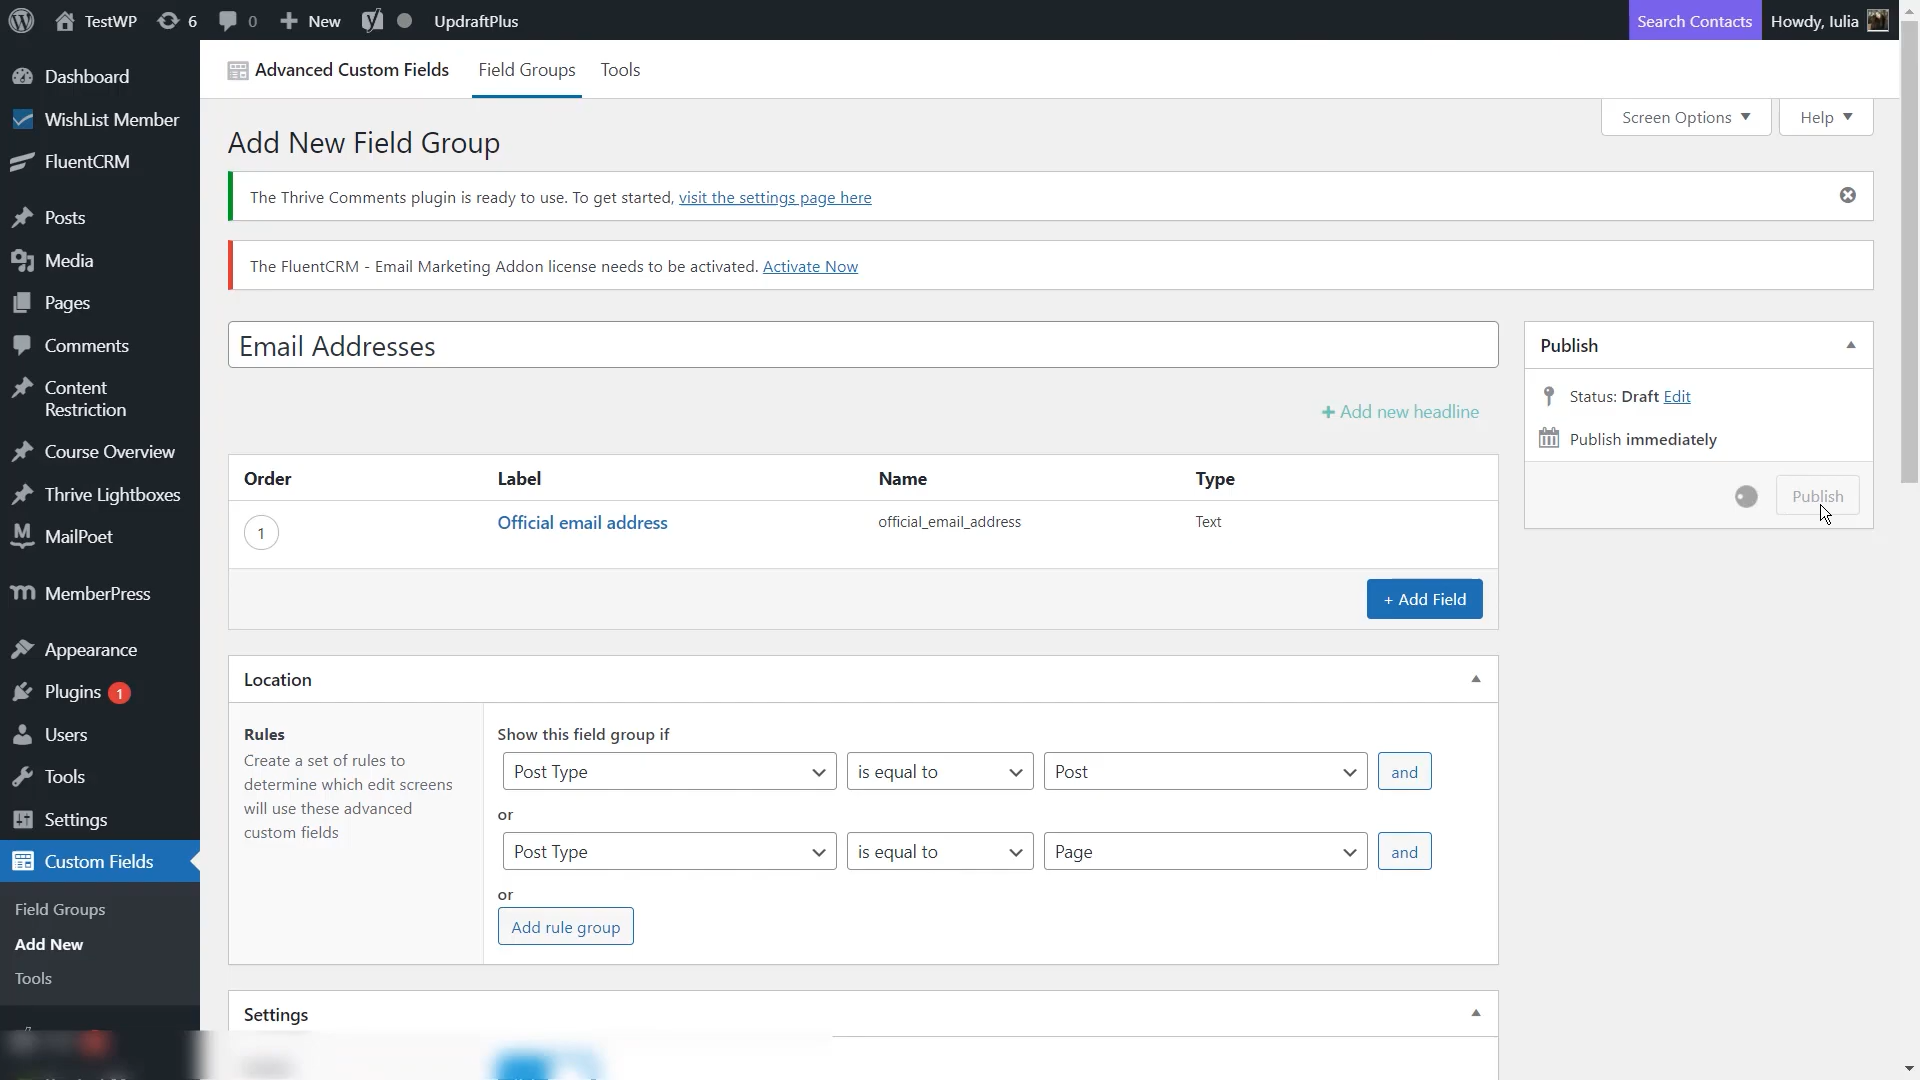 TestWP 6 0 New UpdraftPlus Search Contacts Howdy, Iulia
Dashboard
WishList Member
FluentCRM
Posts
Media
Pages
Comments
Content
Restriction
Course Overview
Thrive Lightboxes
MailPoet
MemberPress
Appearance
Plugins 1
Users
Tools
Settings
Custom Fields
Field Groups
Add New
Tools
Advanced Custom Fields Field Groups Tools
Screen Options Help
Add New Field Group
The Thrive Comments plugin is ready to use. To get started, visit the settings page here
The FluentCRM - Email Marketing Addon license needs to be activated. Activate Now
Email Addresses
+ Add new headline
Order Label Name Type
1 Official email address official_email_address Text
+ Add Field
Location
Rules
Create a set of rules to
determine which edit screens
will use these advanced
custom fields
Show this field group if
Post Type is equal to Post and
or
Post Type is equal to Page and
or
Add rule group
Settings
Publish
Status: Draft Edit
Publish immediately
Publish